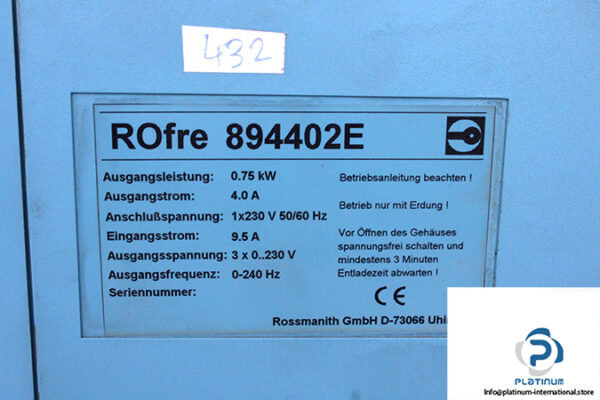 432
ROfre 894402E
Ausgangsleistung: 0.75 kW
Ausgangstrom: 4.0 A
Anschlußspannung: 1x230 V 50/60 Hz
Eingangsstrom: 9.5 A
Ausgangsspannung: 3 x 0..230 V
Ausgangsfrequenz: 0-240 Hz
Seriennummer:
Betriebsanleitung beachten !
Betrieb nur mit Erdung !
Vor Öffnen des Gehäuses
spannungsfrei schalten und
mindestens 3 Minuten
Entladezeit abwarten !
CE
Rossmanith GmbH D-73066
PLATINUM
Info@platinum-international.store